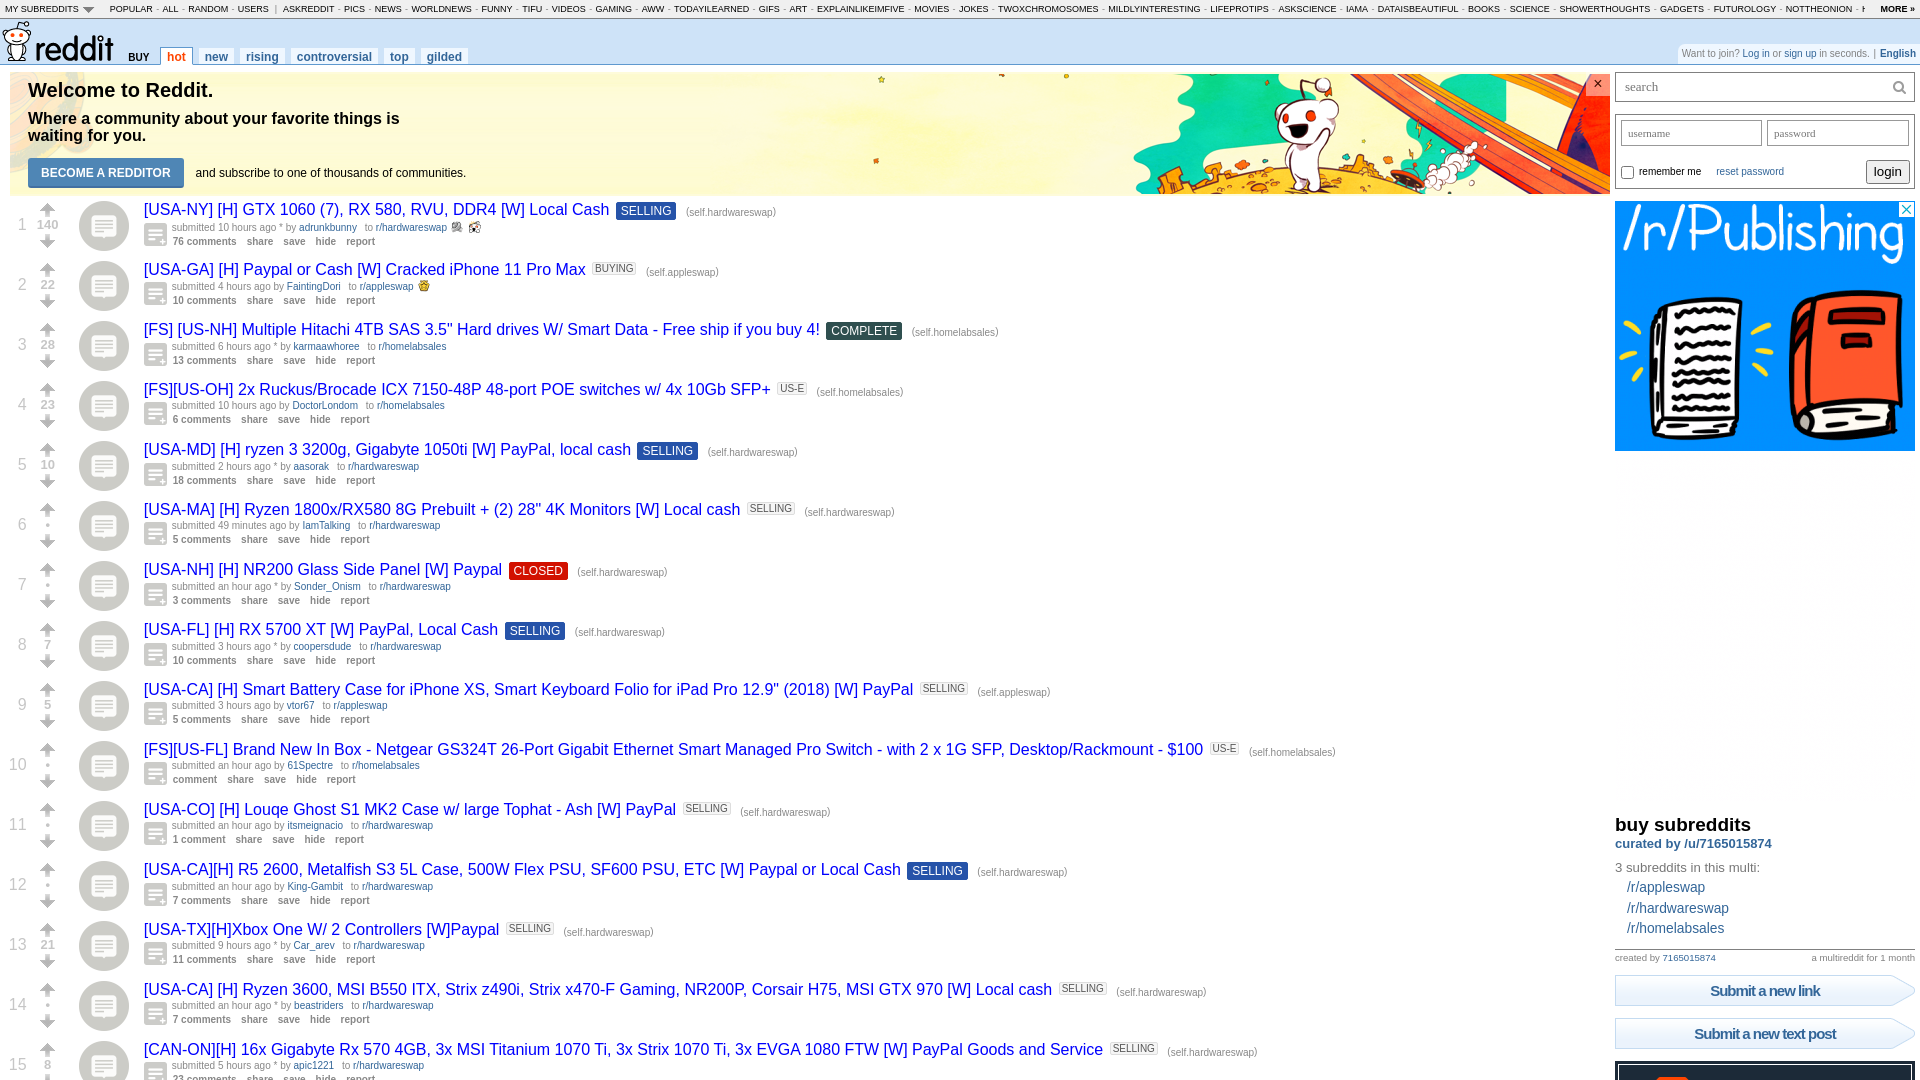 MY SUBREDDITS POPULAR - ALL - RANDOM - USERS | ASKREDDIT - PICS - NEWS - WORLDNEWS - FUNNY - TIFU - VIDEOS - GAMING - AWW - TODAYILEARNED - GIFS - ART - EXPLAINLIKEIMFIVE - MOVIES - JOKES - TWOXCHROMOSOMES - MILDLYINTERESTING - LIFEPROTIPS - ASKSCIENCE - IAMA - DATAISBEAUTIFUL - BOOKS - SCIENCE - SHOWERTHOUGHTS - GADGETS - FUTUROLOGY - NOTTHEONION - MORE »
reddit BUY hot new rising controversial top gilded
Want to join? Log in or sign up in seconds. | English
Welcome to Reddit.
Where a community about your favorite things is
waiting for you.
BECOME A REDDITOR and subscribe to one of thousands of communities.
×
1 140 [USA-NY] [H] GTX 1060 (7), RX 580, RVU, DDR4 [W] Local Cash SELLING (self.hardwareswap)
submitted 10 hours ago * by adrunkbunny to r/hardwareswap
76 comments share save hide report
2 22 [USA-GA] [H] Paypal or Cash [W] Cracked iPhone 11 Pro Max BUYING (self.appleswap)
submitted 4 hours ago by FaintingDori to r/appleswap
10 comments share save hide report
3 28 [FS] [US-NH] Multiple Hitachi 4TB SAS 3.5" Hard drives W/ Smart Data - Free ship if you buy 4! COMPLETE (self.homelabsales)
submitted 6 hours ago * by karmaawhoree to r/homelabsales
13 comments share save hide report
4 23 [FS][US-OH] 2x Ruckus/Brocade ICX 7150-48P 48-port POE switches w/ 4x 10Gb SFP+ US-E (self.homelabsales)
submitted 10 hours ago by DoctorLondom to r/homelabsales
6 comments share save hide report
5 10 [USA-MD] [H] ryzen 3 3200g, Gigabyte 1050ti [W] PayPal, local cash SELLING (self.hardwareswap)
submitted 2 hours ago * by aasorak to r/hardwareswap
18 comments share save hide report
6 • [USA-MA] [H] Ryzen 1800x/RX580 8G Prebuilt + (2) 28" 4K Monitors [W] Local cash SELLING (self.hardwareswap)
submitted 49 minutes ago by IamTalking to r/hardwareswap
5 comments share save hide report
7 • [USA-NH] [H] NR200 Glass Side Panel [W] Paypal CLOSED (self.hardwareswap)
submitted an hour ago * by Sonder_Onism to r/hardwareswap
3 comments share save hide report
8 7 [USA-FL] [H] RX 5700 XT [W] PayPal, Local Cash SELLING (self.hardwareswap)
submitted 3 hours ago * by coopersdude to r/hardwareswap
10 comments share save hide report
9 5 [USA-CA] [H] Smart Battery Case for iPhone XS, Smart Keyboard Folio for iPad Pro 12.9" (2018) [W] PayPal SELLING (self.appleswap)
submitted 3 hours ago by vtor67 to r/appleswap
5 comments share save hide report
10 • [FS][US-FL] Brand New In Box - Netgear GS324T 26-Port Gigabit Ethernet Smart Managed Pro Switch - with 2 x 1G SFP, Desktop/Rackmount - $100 US-E (self.homelabsales)
submitted an hour ago by 61Spectre to r/homelabsales
comment share save hide report
11 • [USA-CO] [H] Louqe Ghost S1 MK2 Case w/ large Tophat - Ash [W] PayPal SELLING (self.hardwareswap)
submitted an hour ago by itsmeignacio to r/hardwareswap
1 comment share save hide report
12 • [USA-CA][H] R5 2600, Metalfish S3 5L Case, 500W Flex PSU, SF600 PSU, ETC [W] Paypal or Local Cash SELLING (self.hardwareswap)
submitted an hour ago by King-Gambit to r/hardwareswap
7 comments share save hide report
13 21 [USA-TX][H]Xbox One W/ 2 Controllers [W]Paypal SELLING (self.hardwareswap)
submitted 9 hours ago * by Car_arev to r/hardwareswap
11 comments share save hide report
14 • [USA-CA] [H] Ryzen 3600, MSI B550 ITX, Strix z490i, Strix x470-F Gaming, NR200P, Corsair H75, MSI GTX 970 [W] Local cash SELLING (self.hardwareswap)
submitted an hour ago * by beastriders to r/hardwareswap
7 comments share save hide report
15 8 [CAN-ON][H] 16x Gigabyte Rx 570 4GB, 3x MSI Titanium 1070 Ti, 3x Strix 1070 Ti, 3x EVGA 1080 FTW [W] PayPal Goods and Service SELLING (self.hardwareswap)
submitted 5 hours ago * by apic1221 to r/hardwareswap
23 comments share save hide report
search
username password
remember me reset password login
/r/Publishing
buy subreddits
curated by /u/7165015874
3 subreddits in this multi:
/r/appleswap
/r/hardwareswap
/r/homelabsales
created by 7165015874 a multireddit for 1 month
Submit a new link
Submit a new text post